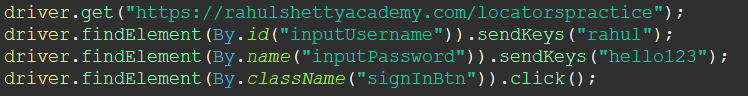 driver.get("https://rahulshettyacademy.com/locatorspractice");
driver.findElement(By.id("inputUsername")).sendKeys("rahul");
driver.findElement(By.name("inputPassword")).sendKeys("hello123");
driver.findElement(By.className("signInBtn")).click();